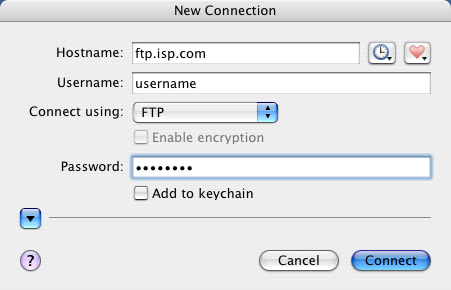 New Connection
Hostname: ftp.isp.com
Username: username
Connect using: FTP
Enable encryption
Password: ••••••••
Add to keychain
? Cancel Connect